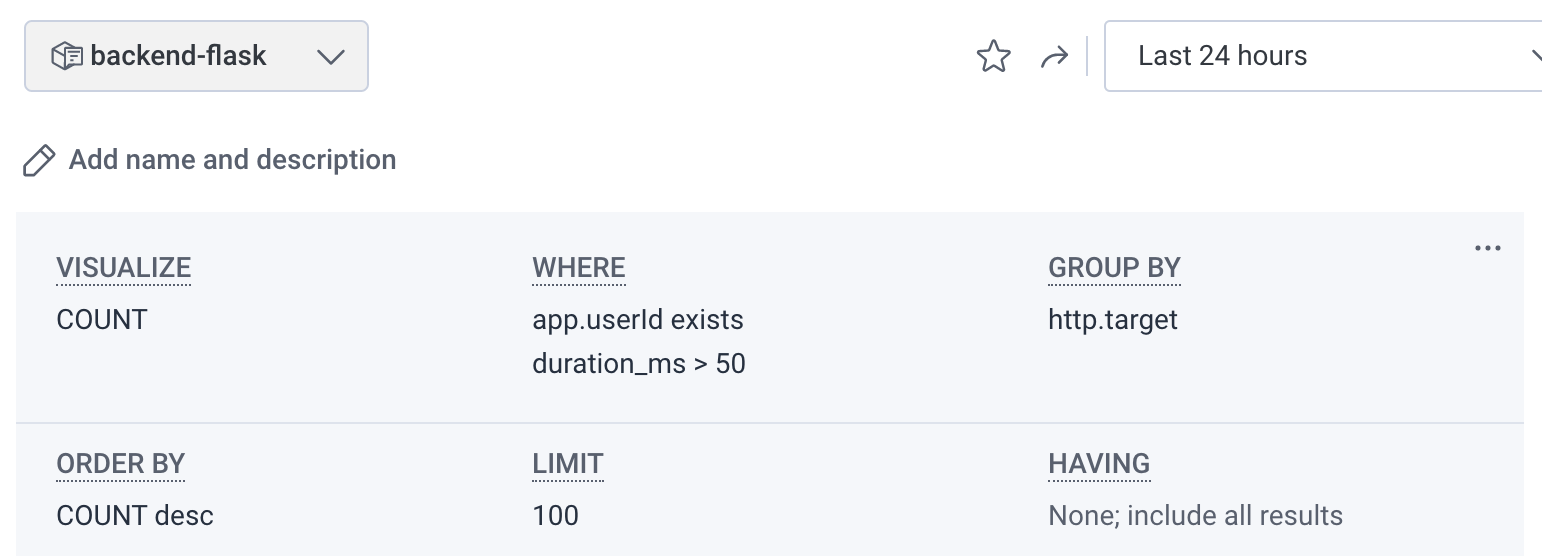 backend-flask
Last 24 hours
Add name and description
VISUALIZE
COUNT
WHERE
app.userId exists
duration_ms > 50
GROUP BY
http.target
ORDER BY
COUNT desc
LIMIT
100
HAVING
None; include all results